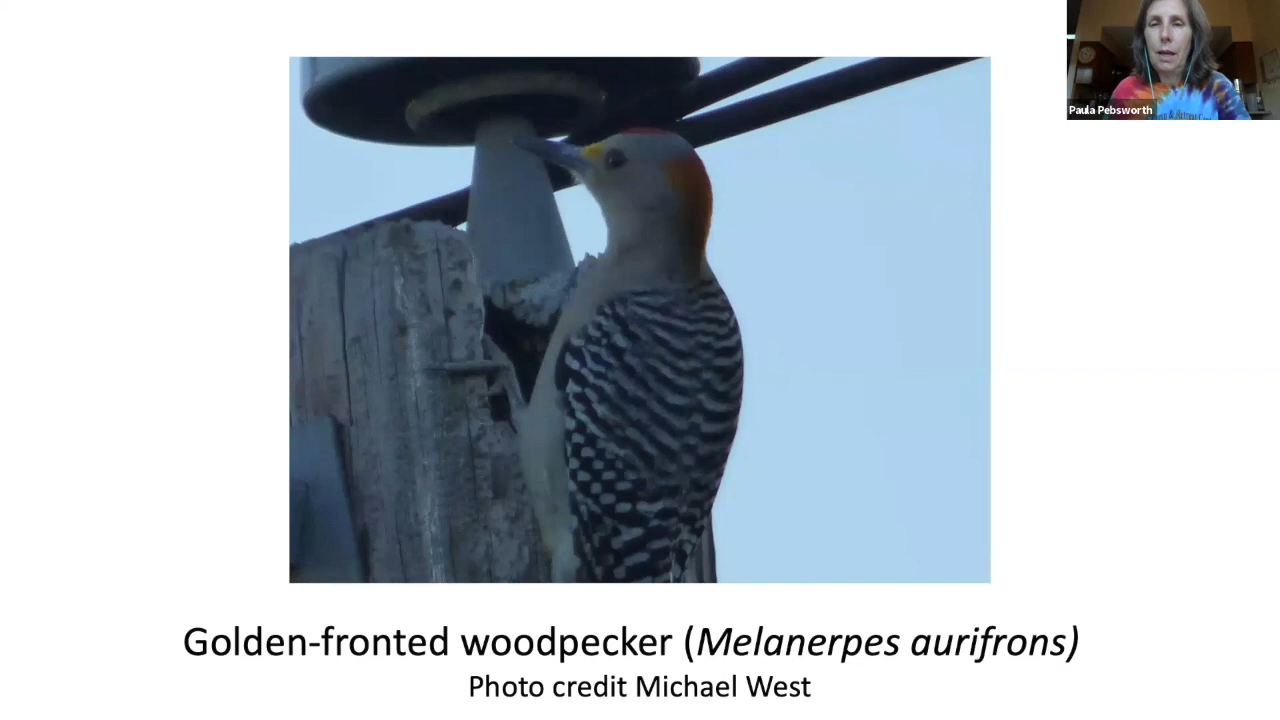 Paula Pebsworth
Golden-fronted woodpecker (Melanerpes aurifrons)
Photo credit Michael West